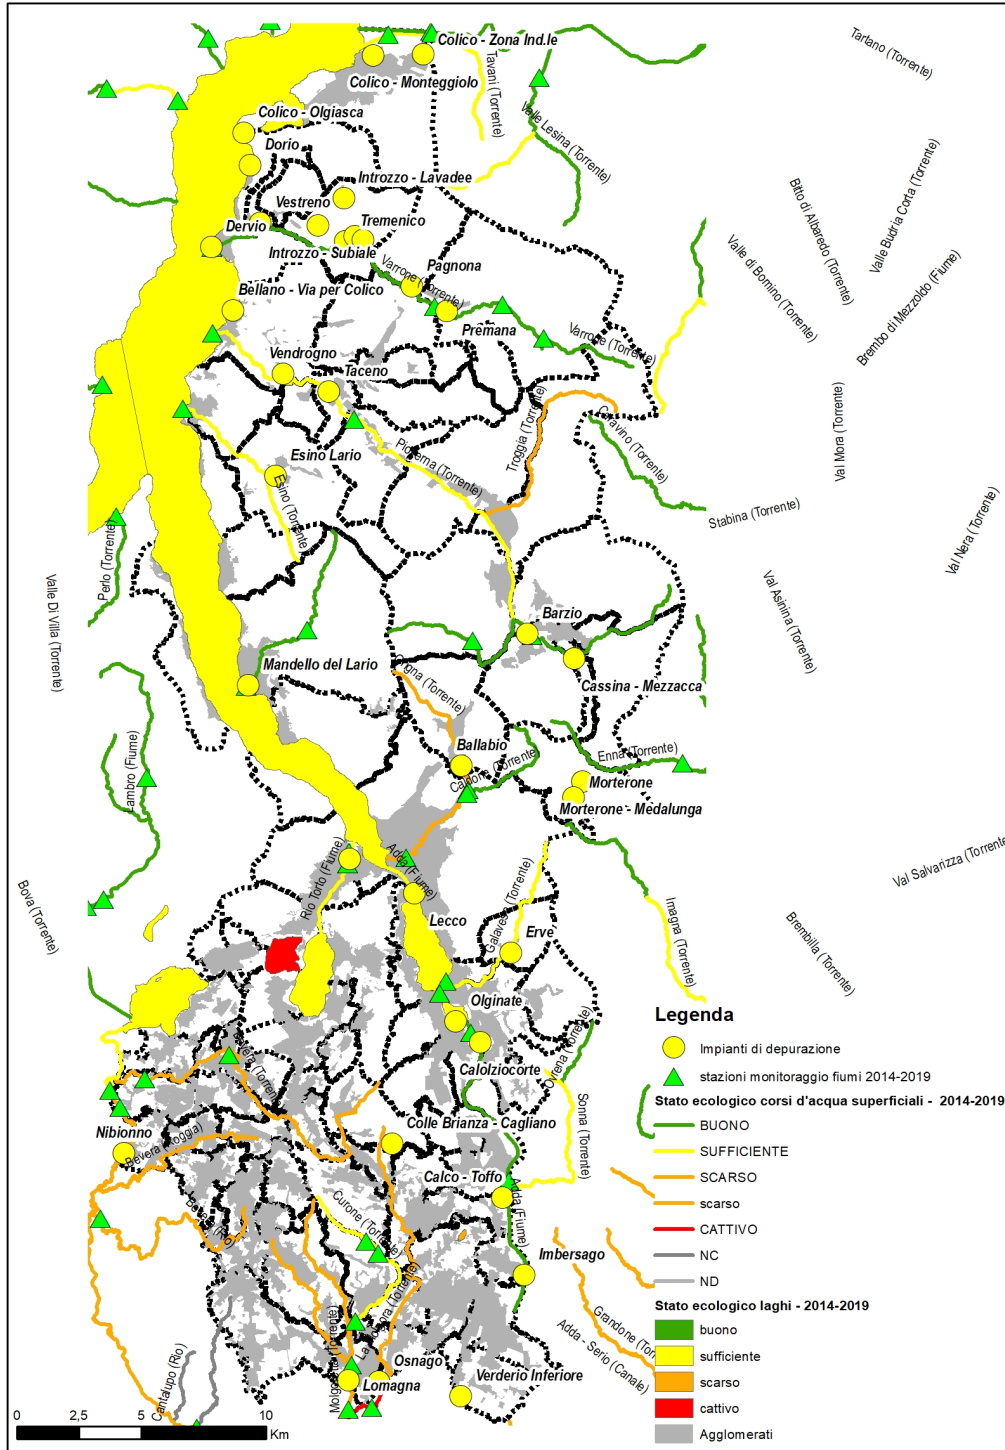 Colico - Zona Ind.le
Tartano (Torrente)
Tavani (Torrente)
Colico - Monteggiolo
Colico - Olgiasca
Valle Lesina (Torrente)
Dorio
Introzzo - Lavadee
Vestreno
Tremenico
Dervio
Introzzo - Subiale
Bitto di Albaredo (Torrente)
Valle Budria Corta (Torrente)
Valle di Bomino (Torrente)
Brembo di Mezzoldo (Fiume)
Pagnona
Varrone (Torrente)
Bellano - Via per Colico
Premana
Varrone (Torrente)
Vendrogno
Taceno
Troggia (Torrente)
Val Mora (Torrente)
Esino Lario
Pioverna (Torrente)
Esino (Torrente)
Stabina (Torrente)
Val Nera (Torrente)
Perlo (Torrente)
Valle Di Villa (Torrente)
Val Asinina (Torrente)
Barzio
Mandello del Lario
Cassina - Mezzacca
Ballabio
Caldone (Torrente)
Enna (Torrente)
Lambro (Fiume)
Morterone
Morterone - Medalunga
Adda (Fiume)
Rio Torto (Fiume)
Val Salvarizza (Torrente)
Bova (Torrente)
Lecco
Galavesa (Torrente)
Erve
Imagna (Torrente)
Brembilla (Torrente)
Olginate
Calolziocorte
Bevera (Torrente)
Sonna (Torrente)
Nibionno
Bevera (Roggia)
Colle Brianza - Cagliano
Calco - Toffo
Adda (Fiume)
Bevera (Rio)
Curone (Torrente)
Imbersago
Cantalupo (Rio)
Osnago
Lomagna
Verderio Inferiore
Adda - Serio (Canale)
Legenda
Impianti di depurazione
stazioni monitoraggio fiumi 2014-2019
Stato ecologico corsi d'acqua superficiali - 2014-2019
BUONO
SUFFICIENTE
SCARSO
scarso
CATTIVO
NC
ND
Stato ecologico laghi - 2014-2019
buono
sufficiente
scarso
cattivo
Agglomerati
0 2,5 5 10
Km